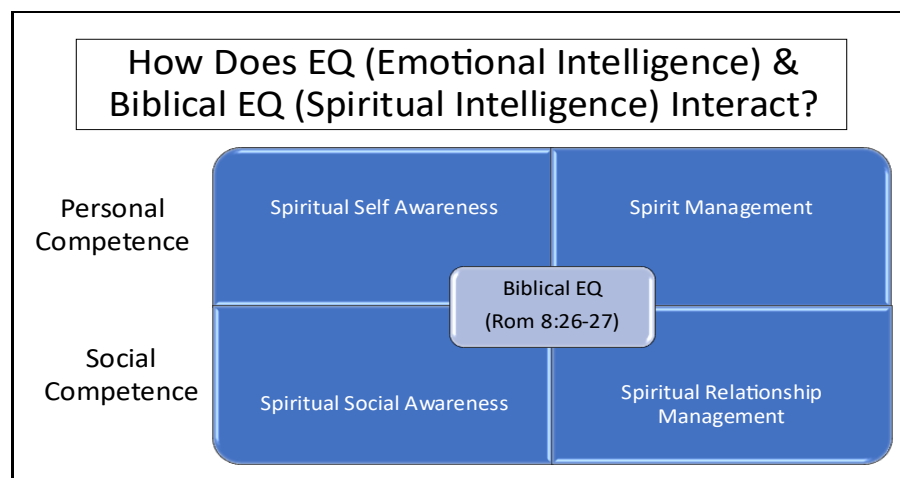 How Does EQ (Emotional Intelligence) &
Biblical EQ (Spiritual Intelligence) Interact?
Personal
Competence
Spiritual Self Awareness
Spirit Management
Biblical EQ
(Rom 8:26-27)
Social
Competence
Spiritual Social Awareness
Spiritual Relationship
Management